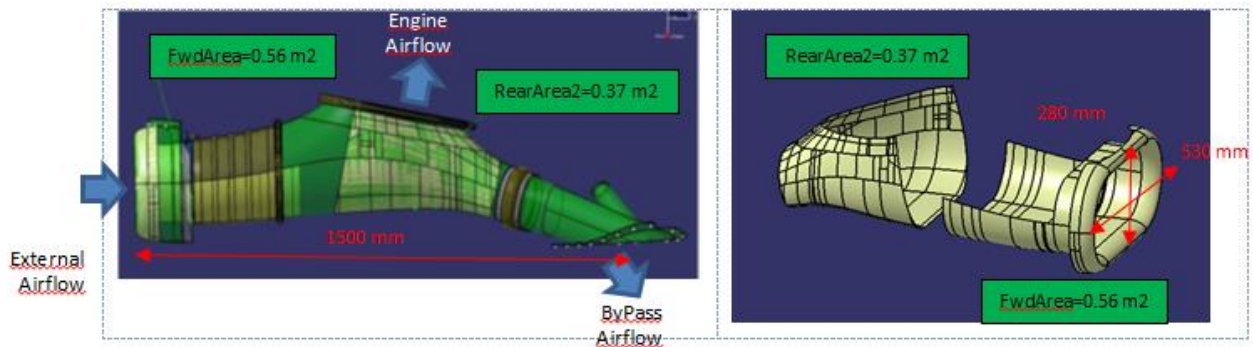 Engine
Airflow
FwdArea=0.56 m2
RearArea2=0.37 m2
1500 mm
External
Airflow
ByPass
Airflow
RearArea2=0.37 m2
280 mm
530 mm
FwdArea=0.56 m2